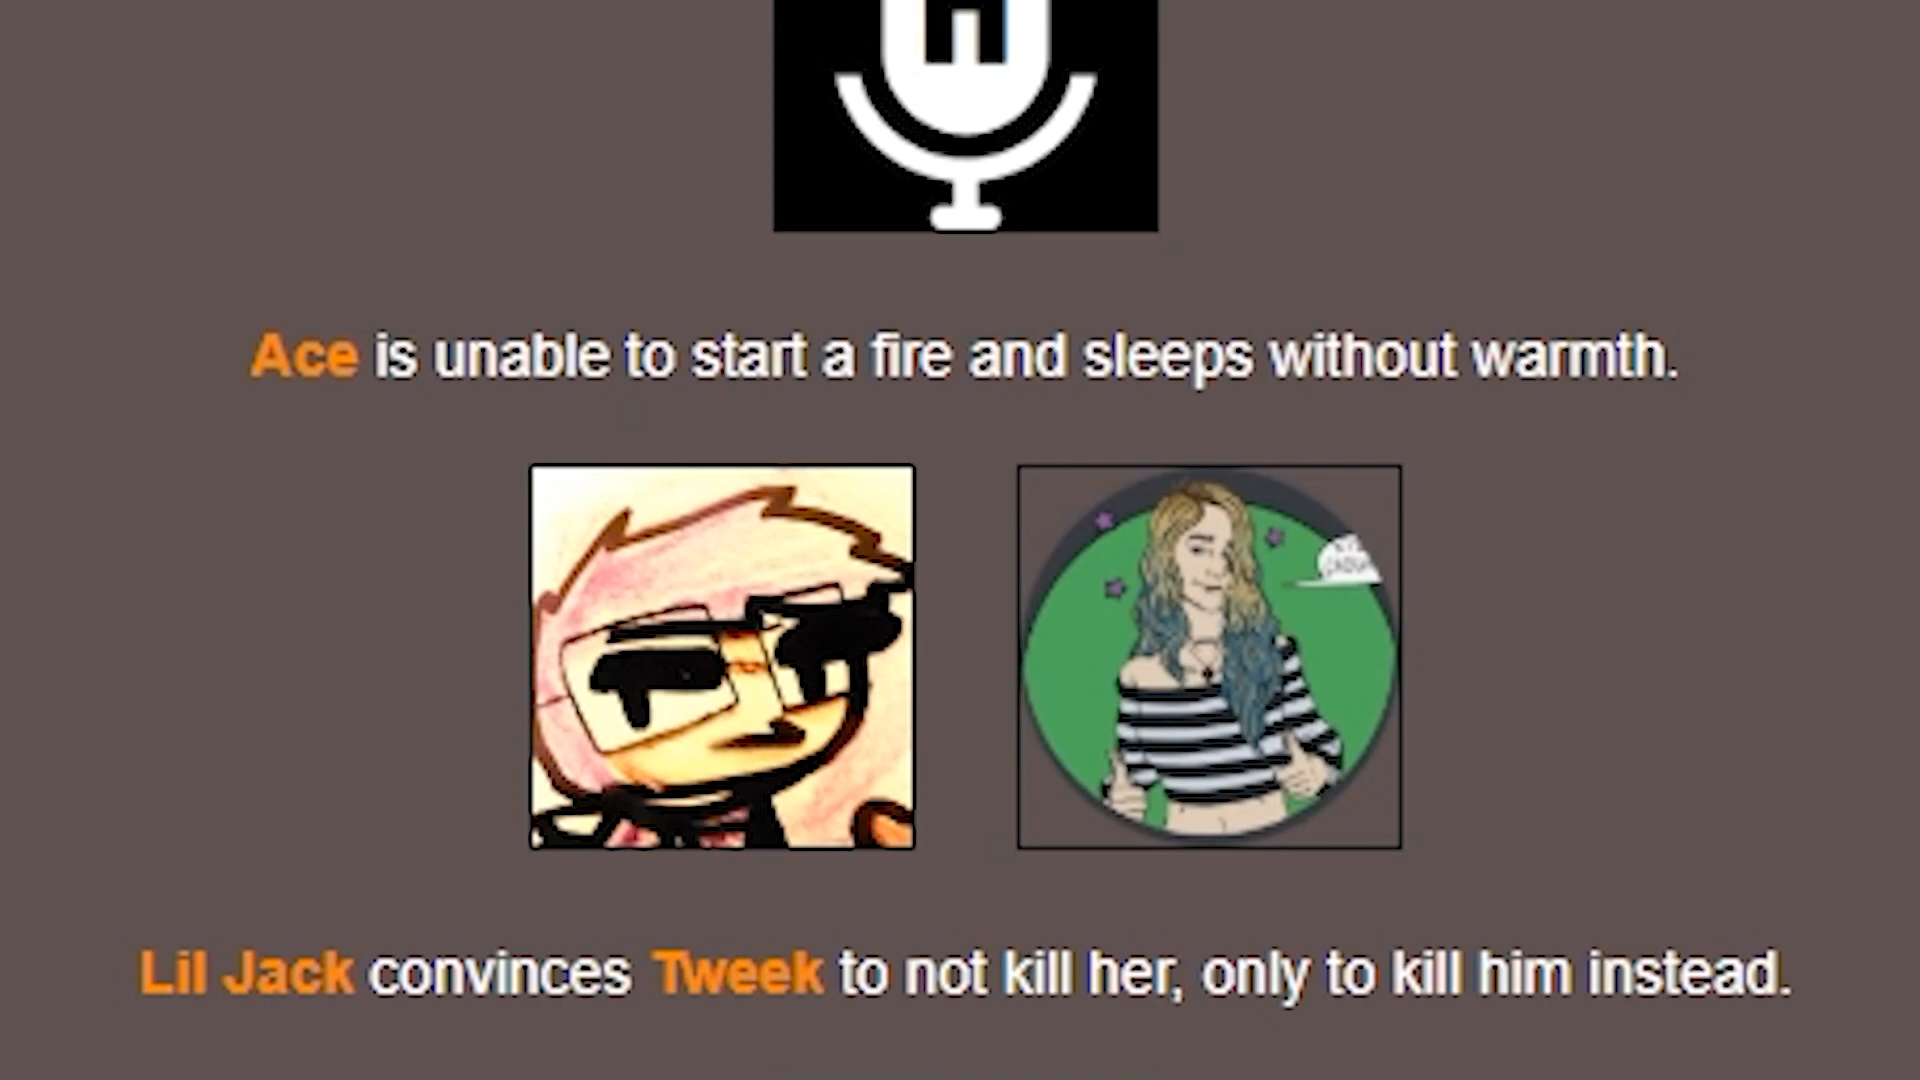 Ace is unable to start a fire and sleeps without warmth.
Lil Jack convinces Tweek to not kill her, only to kill him instead.